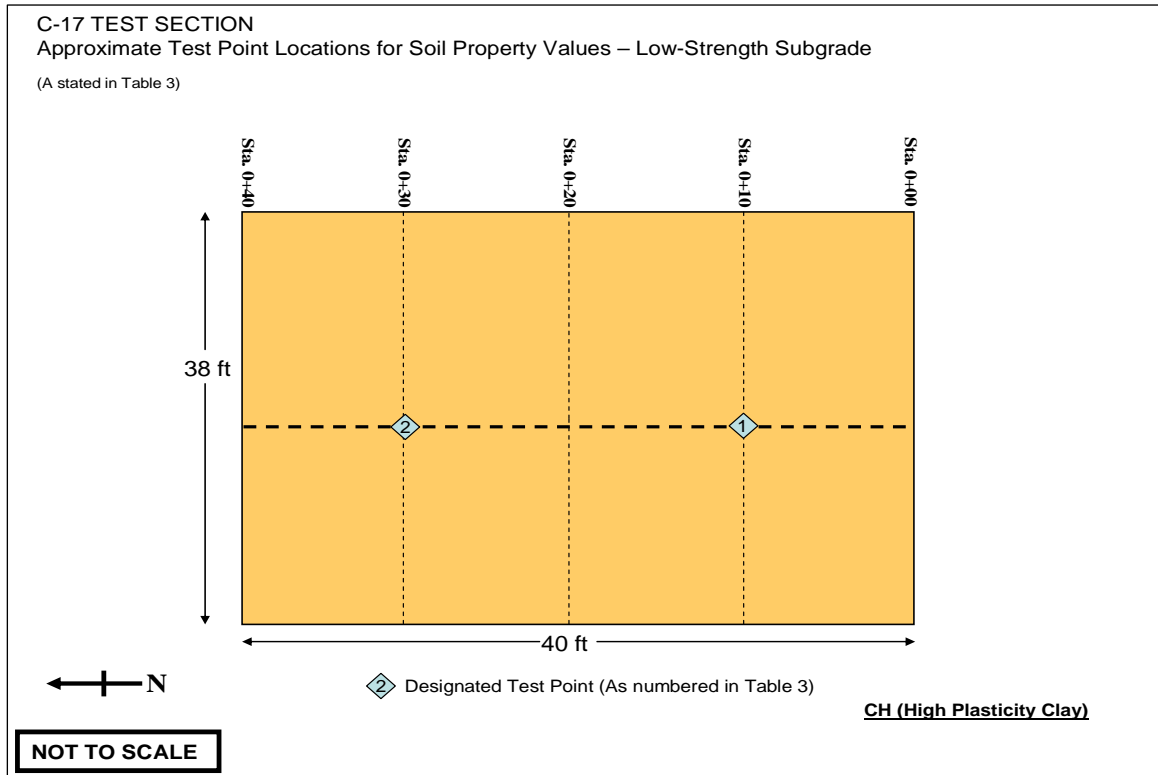 C-17 TEST SECTION
Approximate Test Point Locations for Soil Property Values – Low-Strength Subgrade
(A stated in Table 3)
Sta. 0+40
Sta. 0+30
Sta. 0+20
Sta. 0+10
Sta. 0+00
38 ft
2
1
40 ft
N
2 Designated Test Point (As numbered in Table 3)
CH (High Plasticity Clay)
NOT TO SCALE